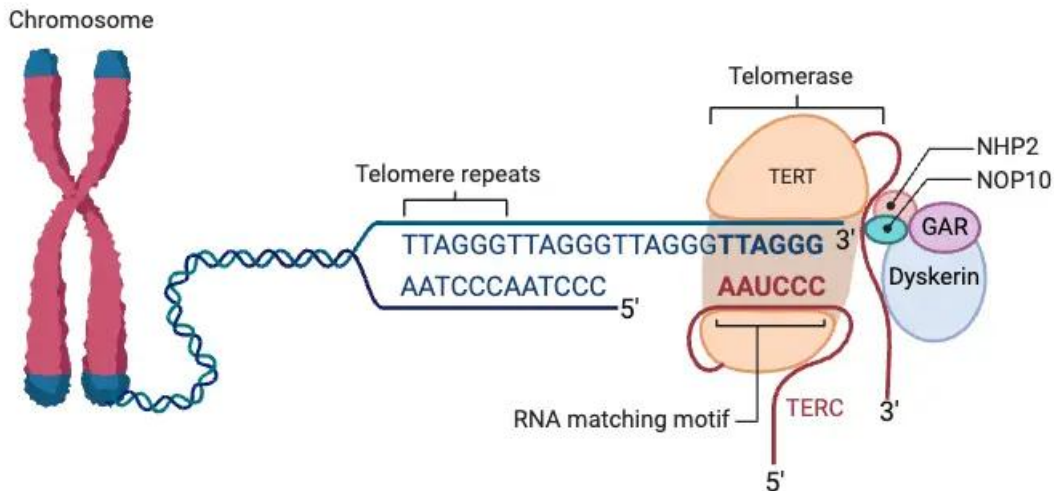 Chromosome
Telomerase
NHP2
NOP10
Telomere repeats
TERT
GAR
TTAGGGTTAGGGTTAGGGTTAGGG 3'
Dyskerin
AATCCCAATCCC
AAUCCC
5'
RNA matching motif
TERC
3'
5'